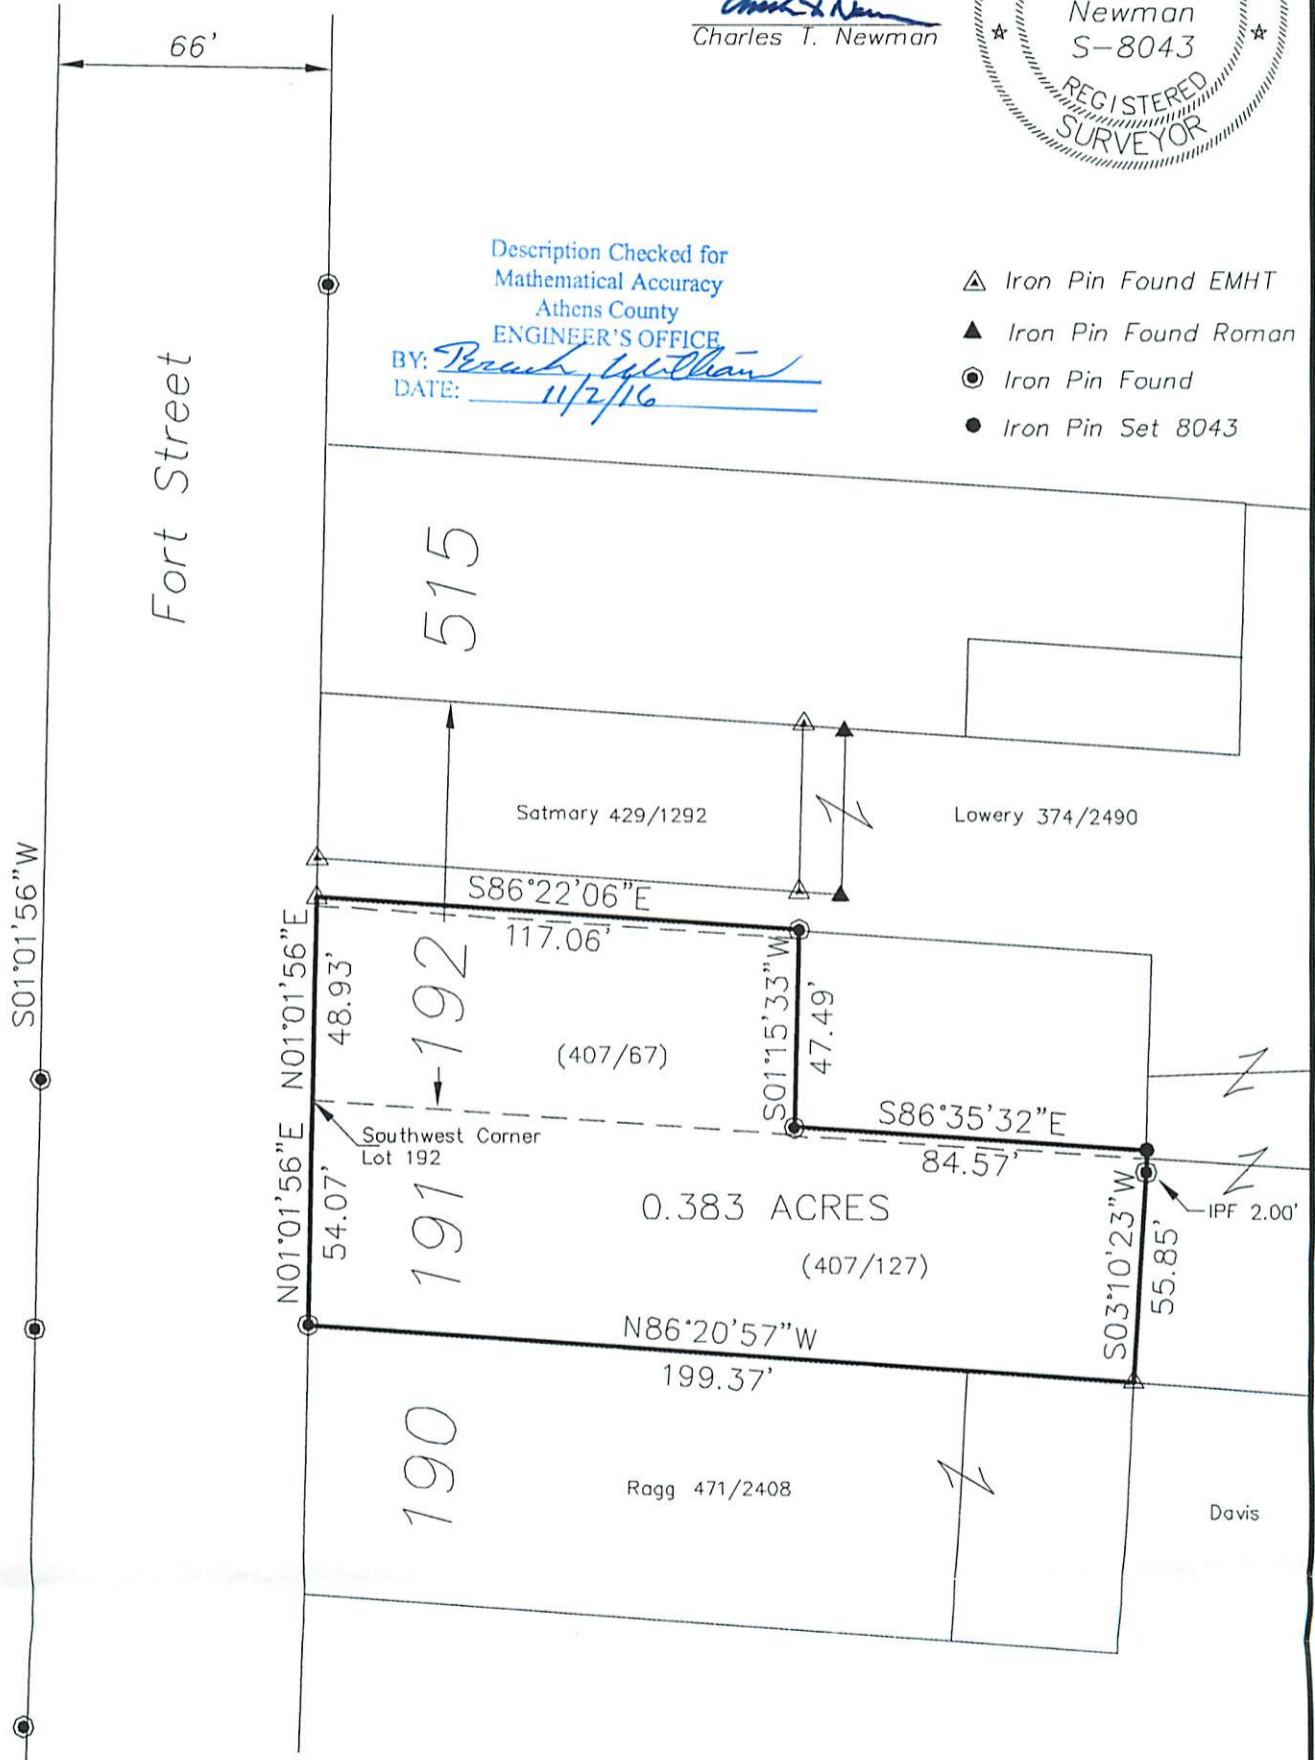 Charles T. Newman
Newman
S-8043
REGISTERED
SURVEYOR
66'
Description Checked for
Mathematical Accuracy
Athens County
ENGINEER'S OFFICE
BY:
DATE: 11/2/16
Iron Pin Found EMHT
Iron Pin Found Roman
Iron Pin Found
Iron Pin Set 8043
Fort Street
515
Satmary 429/1292
Lowery 374/2490
S01°01'56"W
S86°22'06"E
117.06'
N01°01'56"E
48.93'
192
(407/67)
S01°15'33"W
47.49'
S86°35'32"E
84.57'
Southwest Corner
Lot 192
N01°01'56"E
54.07'
191
0.383 ACRES
(407/127)
IPF 2.00'
S03°10'23"W
55.85'
N86°20'57"W
199.37'
190
Ragg 471/2408
Davis